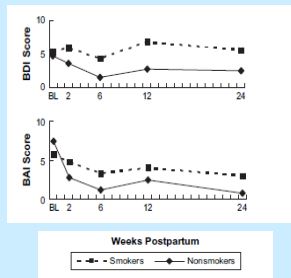 10
BDI Score
5
0
BL 2 6 12 24
10
BAI Score
5
0
BL 2 6 12 24
Weeks Postpartum
Smokers Nonsmokers